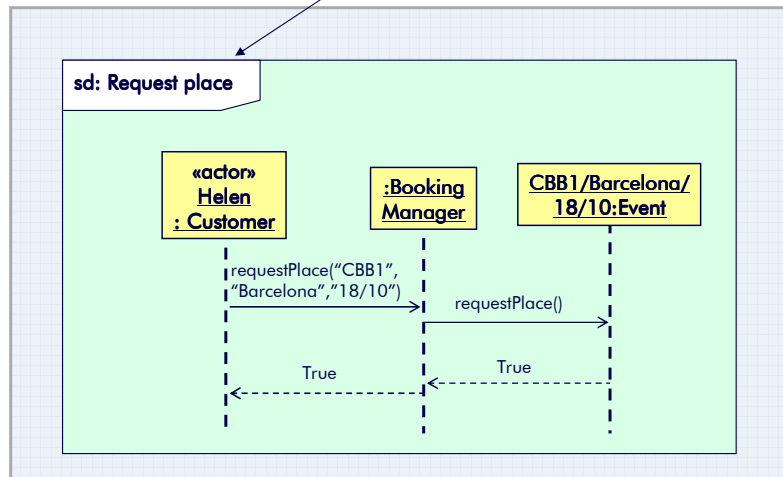 sd: Request place
«actor»
Helen
: Customer
:Booking
Manager
CBB1/Barcelona/
18/10:Event
requestPlace(“CBB1”,
“Barcelona”,”18/10”)
requestPlace()
True
True